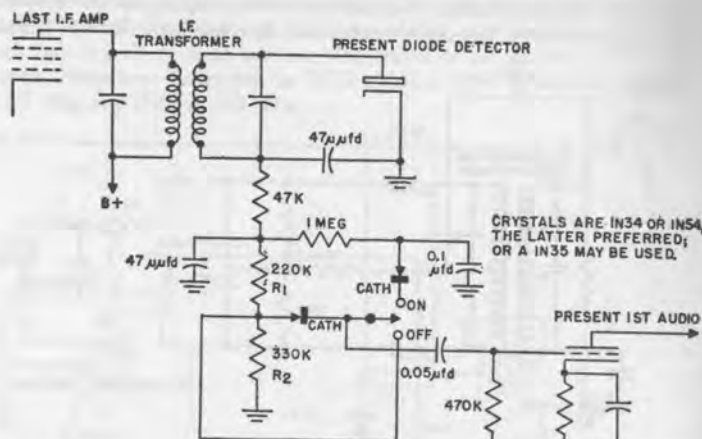 LAST I.F. AMP
I.F.
TRANSFORMER
PRESENT DIODE DETECTOR
47μμfd
B+
47K
1 MEG
CRYSTALS ARE IN34 OR IN54,
THE LATTER PREFERRED;
OR A IN35 MAY BE USED.
47μμfd
0.1
μfd
220K
R1
CATH
ON
CATH
OFF
PRESENT 1ST AUDIO
330K
R2
0.05μfd
470K